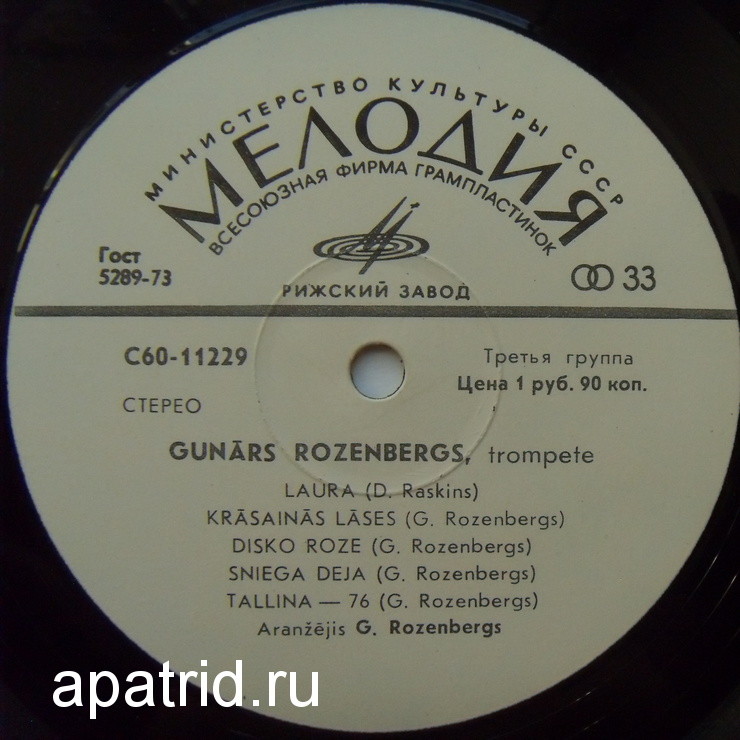 МИНИСТЕРСТВО КУЛЬТУРЫ СССР
МЕЛОДИЯ
ВСЕСОЮЗНАЯ ФИРМА ГРАМПЛАСТИНОК
Гост
5289-73
33
РИЖСКИЙ ЗАВОД
С60-11229
Третья группа
Цена 1 руб. 90 коп.
СТЕРЕО
GUNĀRS ROZENBERGS, trompete
LAURA (D. Raskins)
KRĀSAINĀS LĀSES (G. Rozenbergs)
DISKO ROZE (G. Rozenbergs)
SNIEGA DEJA (G. Rozenbergs)
TALLINA — 76 (G. Rozenbergs)
Aranžējis G. Rozenbergs
apatrid.ru